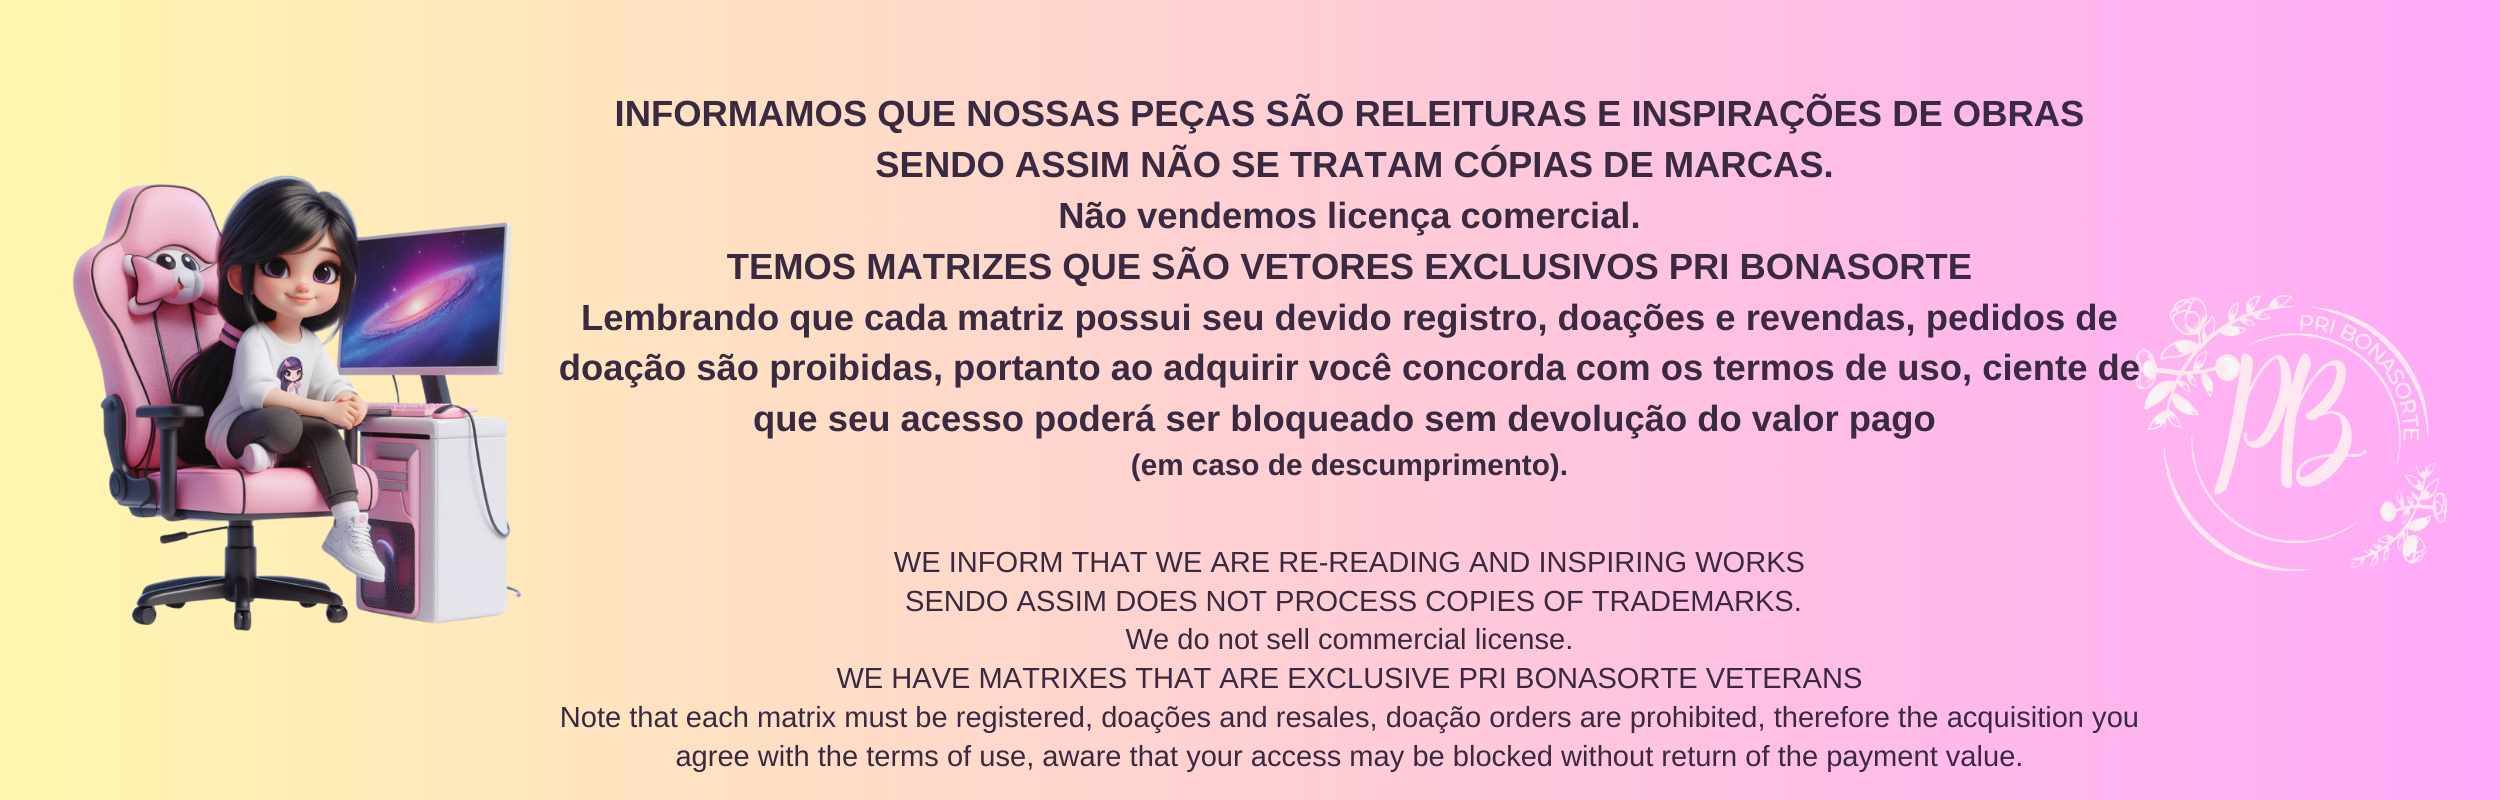 INFORMAMOS QUE NOSSAS PEÇAS SÃO RELEITURAS E INSPIRAÇÕES DE OBRAS
SENDO ASSIM NÃO SE TRATAM CÓPIAS DE MARCAS.
Não vendemos licença comercial.
TEMOS MATRIZES QUE SÃO VETORES EXCLUSIVOS PRI BONASORTE
Lembrando que cada matriz possui seu devido registro, doações e revendas, pedidos de
doação são proibidas, portanto ao adquirir você concorda com os termos de uso, ciente de
que seu acesso poderá ser bloqueado sem devolução do valor pago
(em caso de descumprimento).
PRI BONASORTE
PB
WE INFORM THAT WE ARE RE-READING AND INSPIRING WORKS
SENDO ASSIM DOES NOT PROCESS COPIES OF TRADEMARKS.
We do not sell commercial license.
WE HAVE MATRIXES THAT ARE EXCLUSIVE PRI BONASORTE VETERANS
Note that each matrix must be registered, doações and resales, doação orders are prohibited, therefore the acquisition you
agree with the terms of use, aware that your access may be blocked without return of the payment value.